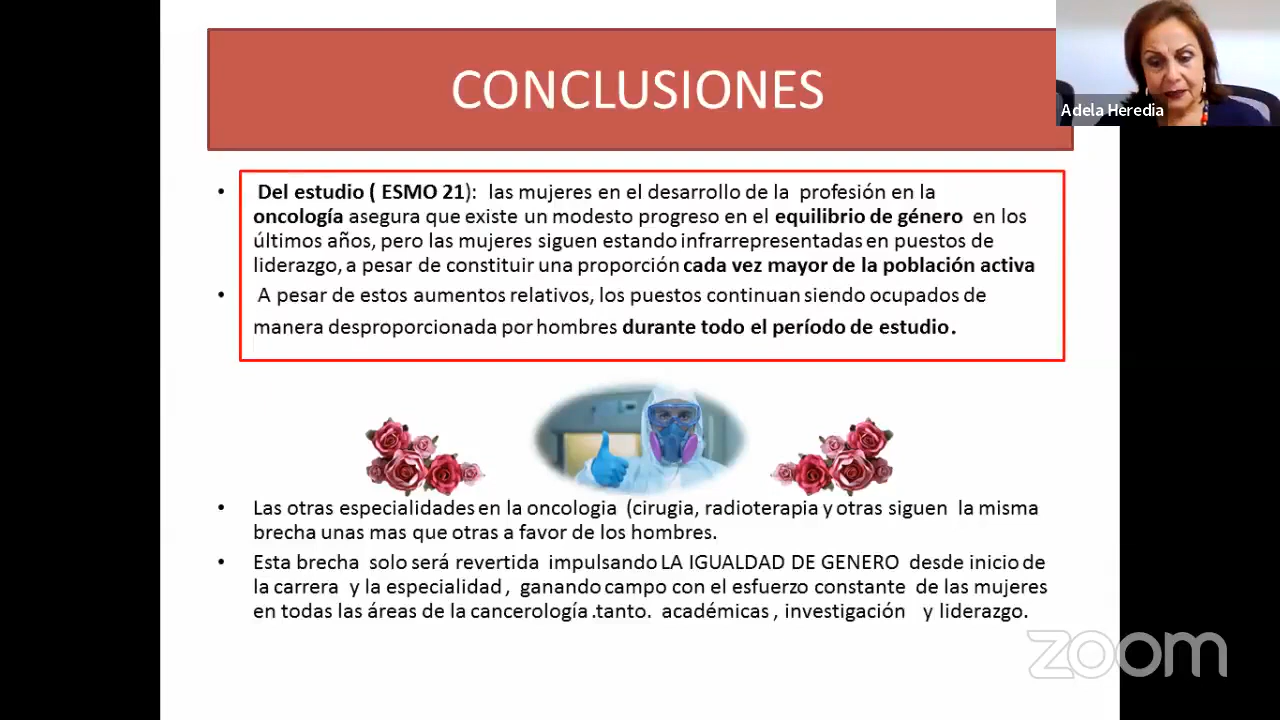 CONCLUSIONES
Adela Heredia
• Del estudio ( ESMO 21): las mujeres en el desarrollo de la profesión en la
oncología asegura que existe un modesto progreso en el equilibrio de género en los
últimos años, pero las mujeres siguen estando infrarrepresentadas en puestos de
liderazgo, a pesar de constituir una proporción cada vez mayor de la población activa
• A pesar de estos aumentos relativos, los puestos continuan siendo ocupados de
manera desproporcionada por hombres durante todo el período de estudio.
• Las otras especialidades en la oncologia (cirugia, radioterapia y otras siguen la misma
brecha unas mas que otras a favor de los hombres.
• Esta brecha solo será revertida impulsando LA IGUALDAD DE GENERO desde inicio de
la carrera y la especialidad , ganando campo con el esfuerzo constante de las mujeres
en todas las áreas de la cancerología .tanto. académicas , investigación y liderazgo.
zoom